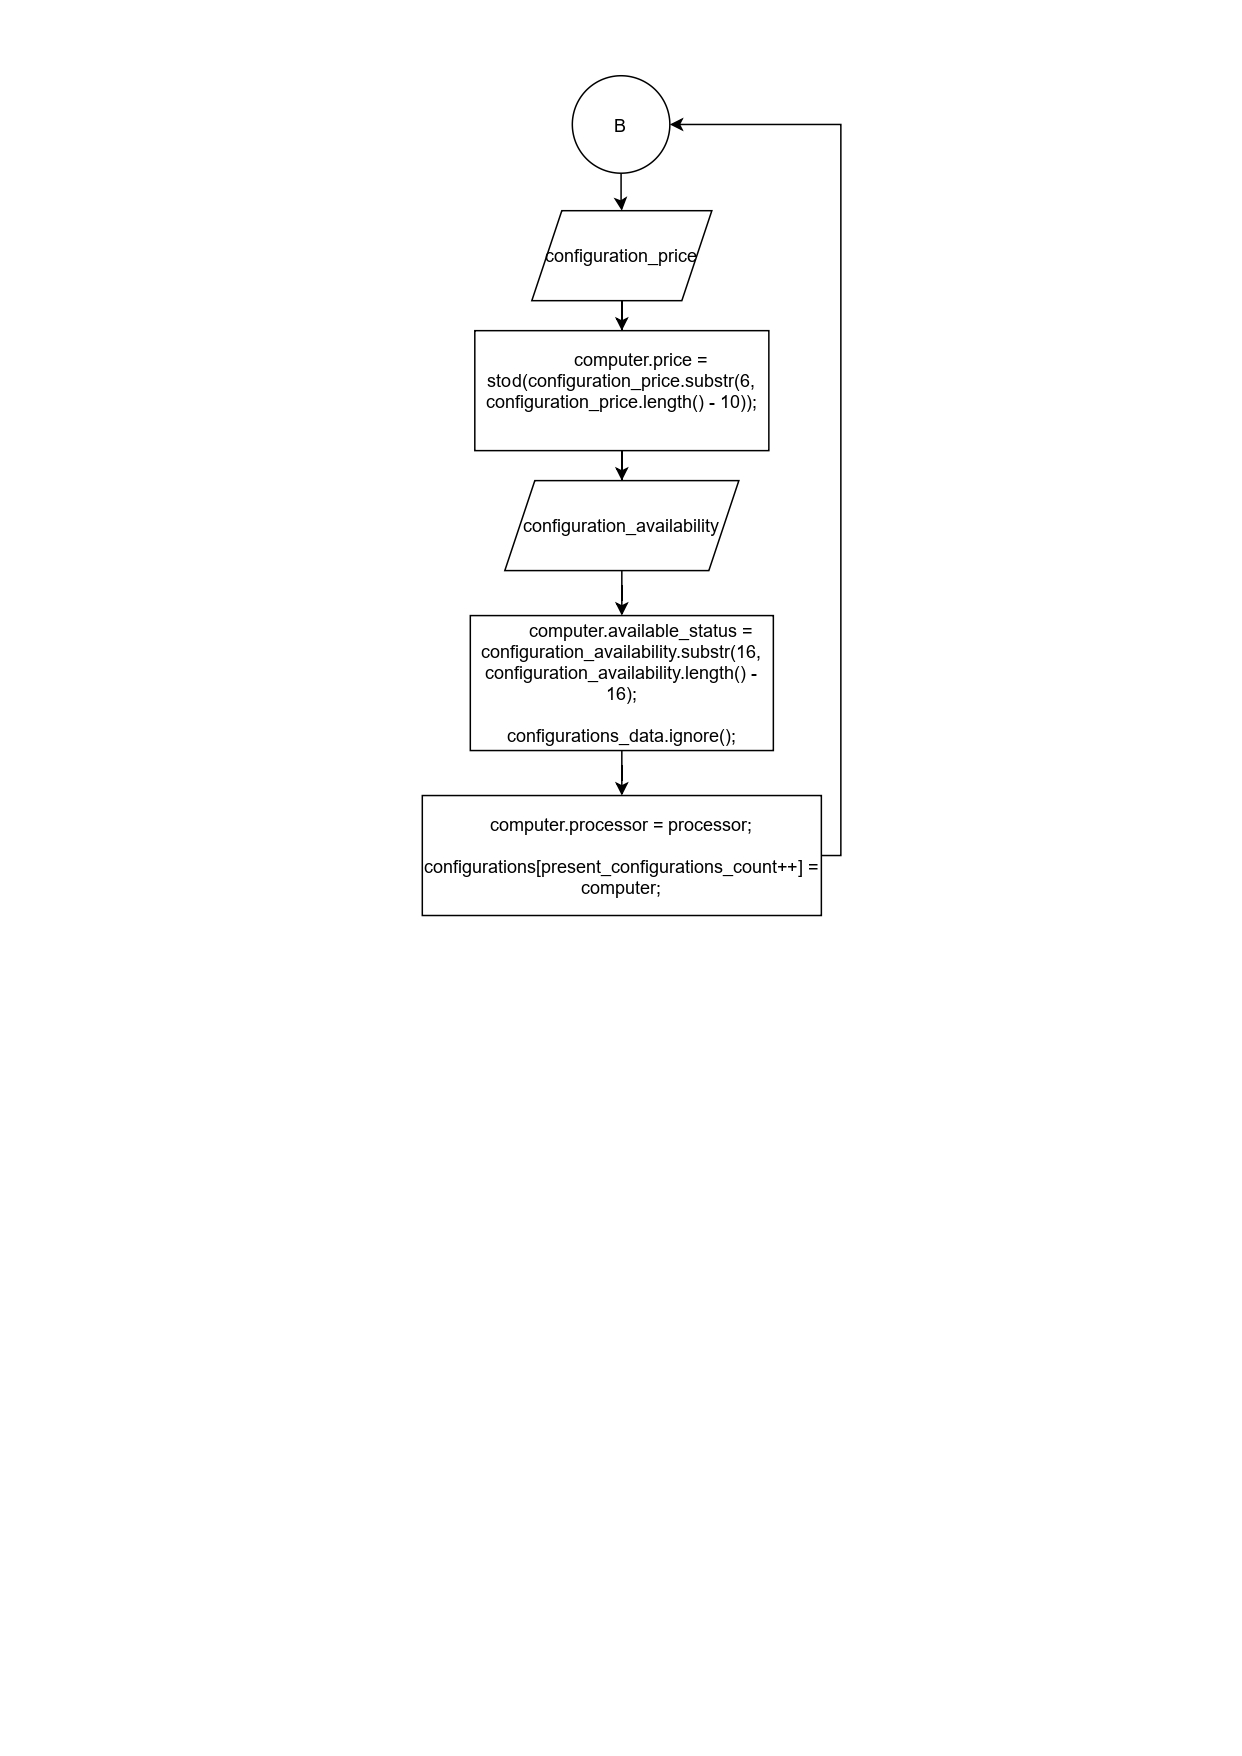 B
configuration_price
computer.price =
stod(configuration_price.substr(6,
configuration_price.length() - 10));
configuration_availability
computer.available_status =
configuration_availability.substr(16,
configuration_availability.length() -
16);
configurations_data.ignore();
computer.processor = processor;
configurations[present_configurations_count++] =
computer;